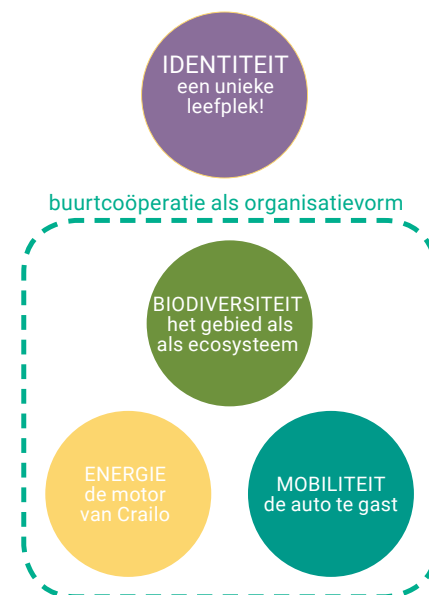 IDENTITEIT
een unieke
leefplek!
buurtcoöperatie als organisatievorm
BIODIVERSITEIT
het gebied als
als ecosysteem
ENERGIE
de motor
van Crailo
MOBILITEIT
de auto te gast